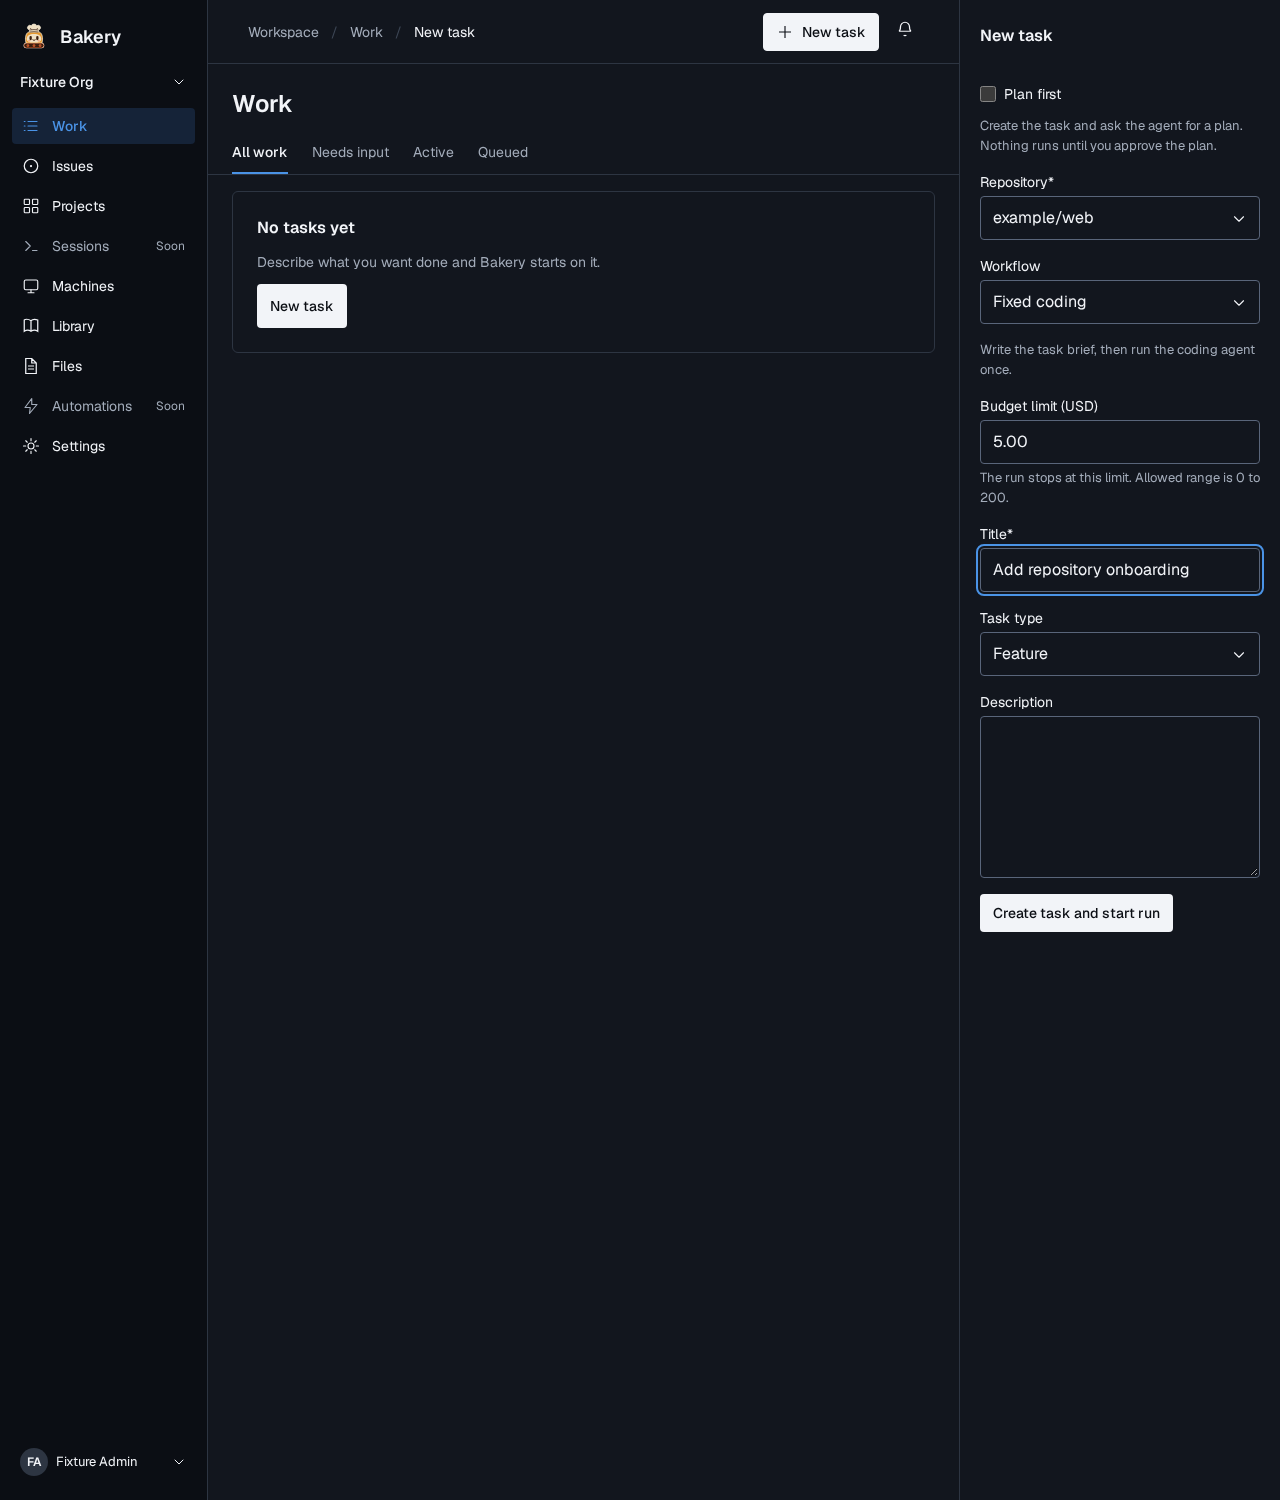 Bakery
Fixture Org
Work
Issues
Projects
Sessions Soon
Machines
Library
Files
Automations Soon
Settings
FA Fixture Admin
Workspace / Work / New task
New task
Work
All work Needs input Active Queued
No tasks yet
Describe what you want done and Bakery starts on it.
New task
New task
Plan first
Create the task and ask the agent for a plan.
Nothing runs until you approve the plan.
Repository*
example/web
Workflow
Fixed coding
Write the task brief, then run the coding agent
once.
Budget limit (USD)
5.00
The run stops at this limit. Allowed range is 0 to
200.
Title*
Add repository onboarding
Task type
Feature
Description
Create task and start run